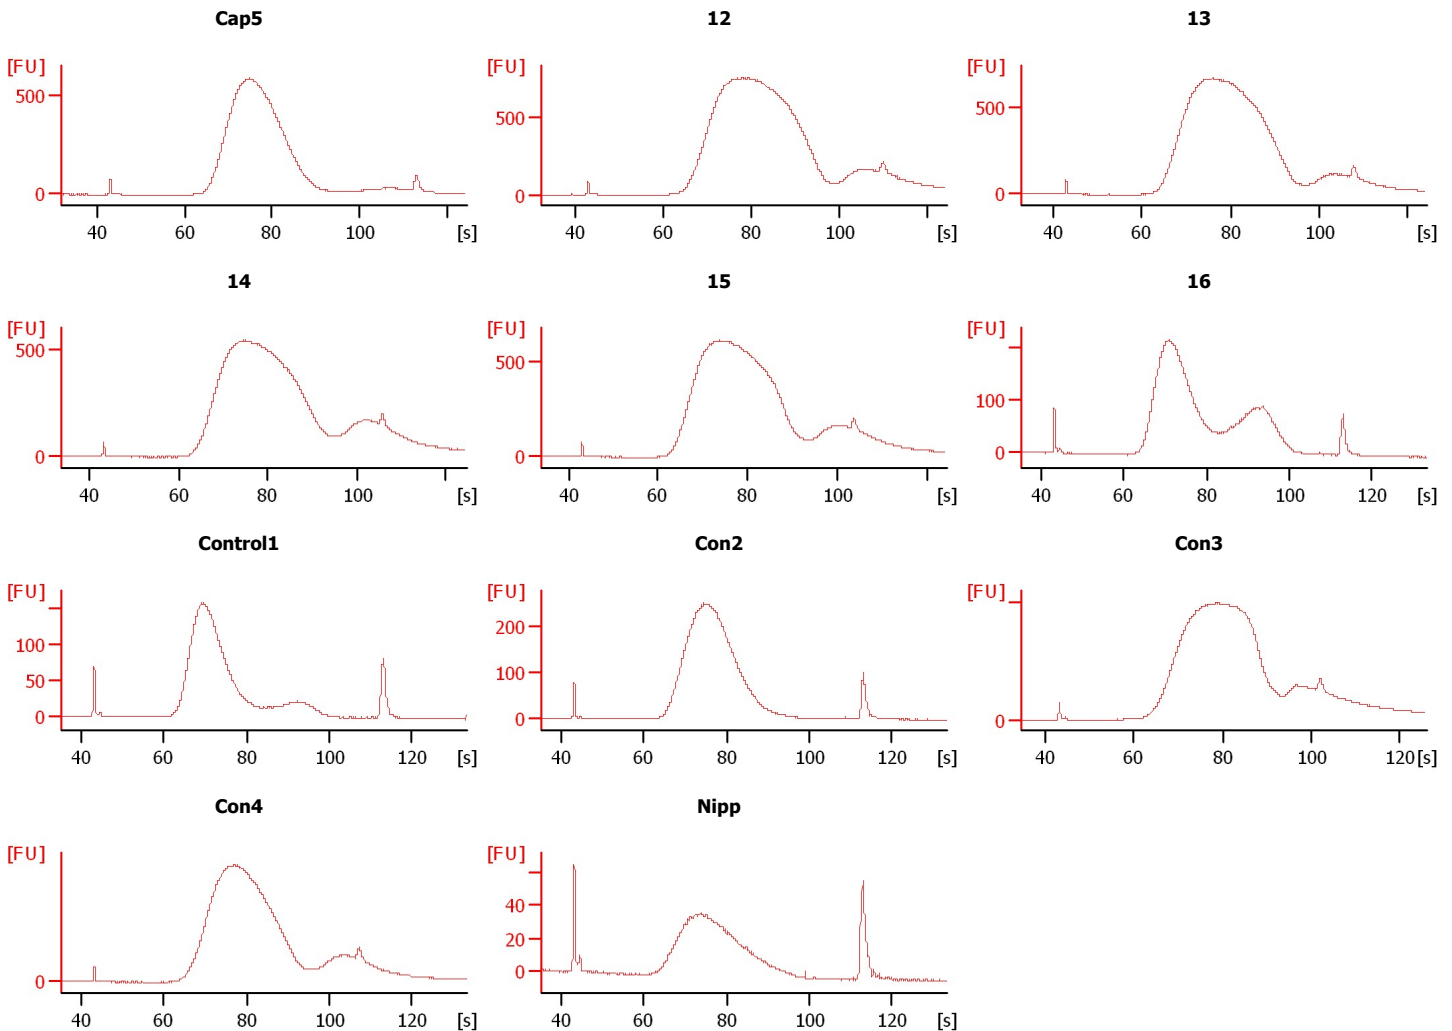 Cap5 12 13
[FU] [FU] [FU]
500 500 500
0 0 0
40 60 80 100 [s] 40 60 80 100 [s] 40 60 80 100 [s]
14 15 16
[FU] [FU] [FU]
500 500 100
0 0 0
40 60 80 100 [s] 40 60 80 100 [s] 40 60 80 100 120 [s]
Control1 Con2 Con3
[FU] [FU] [FU]
100 200
50 100
0 0 0
40 60 80 100 120 [s] 40 60 80 100 120 [s] 40 60 80 100 120 [s]
Con4 Nipp
[FU] [FU]
40
20
0 0
40 60 80 100 120 [s] 40 60 80 100 120 [s]